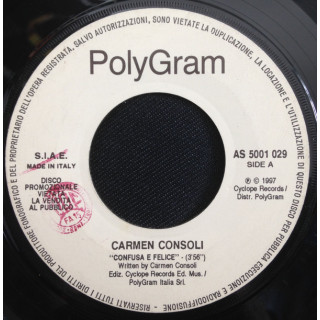 FONOGRAFICO E DEL PROPRIETARIO DELL'OPERA REGISTRATA, SALVO AUTORIZZAZIONI, SONO VIETATE LA DUPLICAZIONE,
PolyGram
S.I.A.E.
MADE IN ITALY
DISCO
PROMOZIONALE
VIETATA
LA VENDITA
AL PUBBLICO
AS 5001 029
SIDE A
℗ © 1997
Cyclope Records /
Distr. PolyGram
CARMEN CONSOLI
"CONFUSA E FELICE" - (3'56")
Written by Carmen Consoli
Ediz. Cyclope Records Ed. Mus. /
PolyGram Italia Srl.
RISERVATI TUTTI I DIRITTI DEL PRODUTTORE
DI QUESTO DISCO PER PUBBLICA ESECUZIONE E RADIODIFFUSIONE